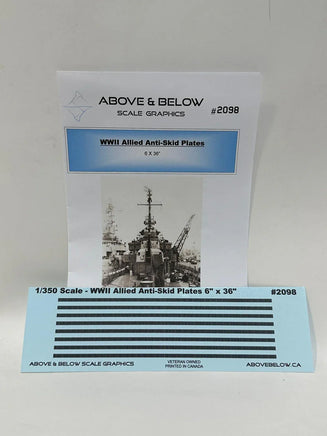 ABOVE & BELOW
SCALE GRAPHICS
#2098
WWII Allied Anti-Skid Plates
6 X 36"
1/350 Scale - WWII Allied Anti-Skid Plates 6" x 36" #2098
ABOVE & BELOW SCALE GRAPHICS
VETERAN OWNED
PRINTED IN CANADA
ABOVEBELOW.CA